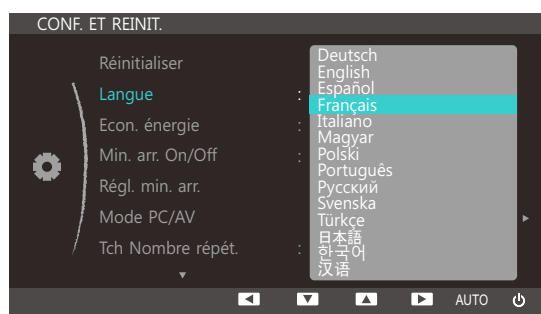 CONF. ET REINIT.
Réinitialiser
Langue :
Econ. énergie :
Min. arr. On/Off :
Régl. min. arr.
Mode PC/AV
Tch Nombre répét. :
Deutsch
English
Español
Français
Italiano
Magyar
Polski
Português
Русский
Svenska
Türkçe
日本語
한국어
汉语
AUTO